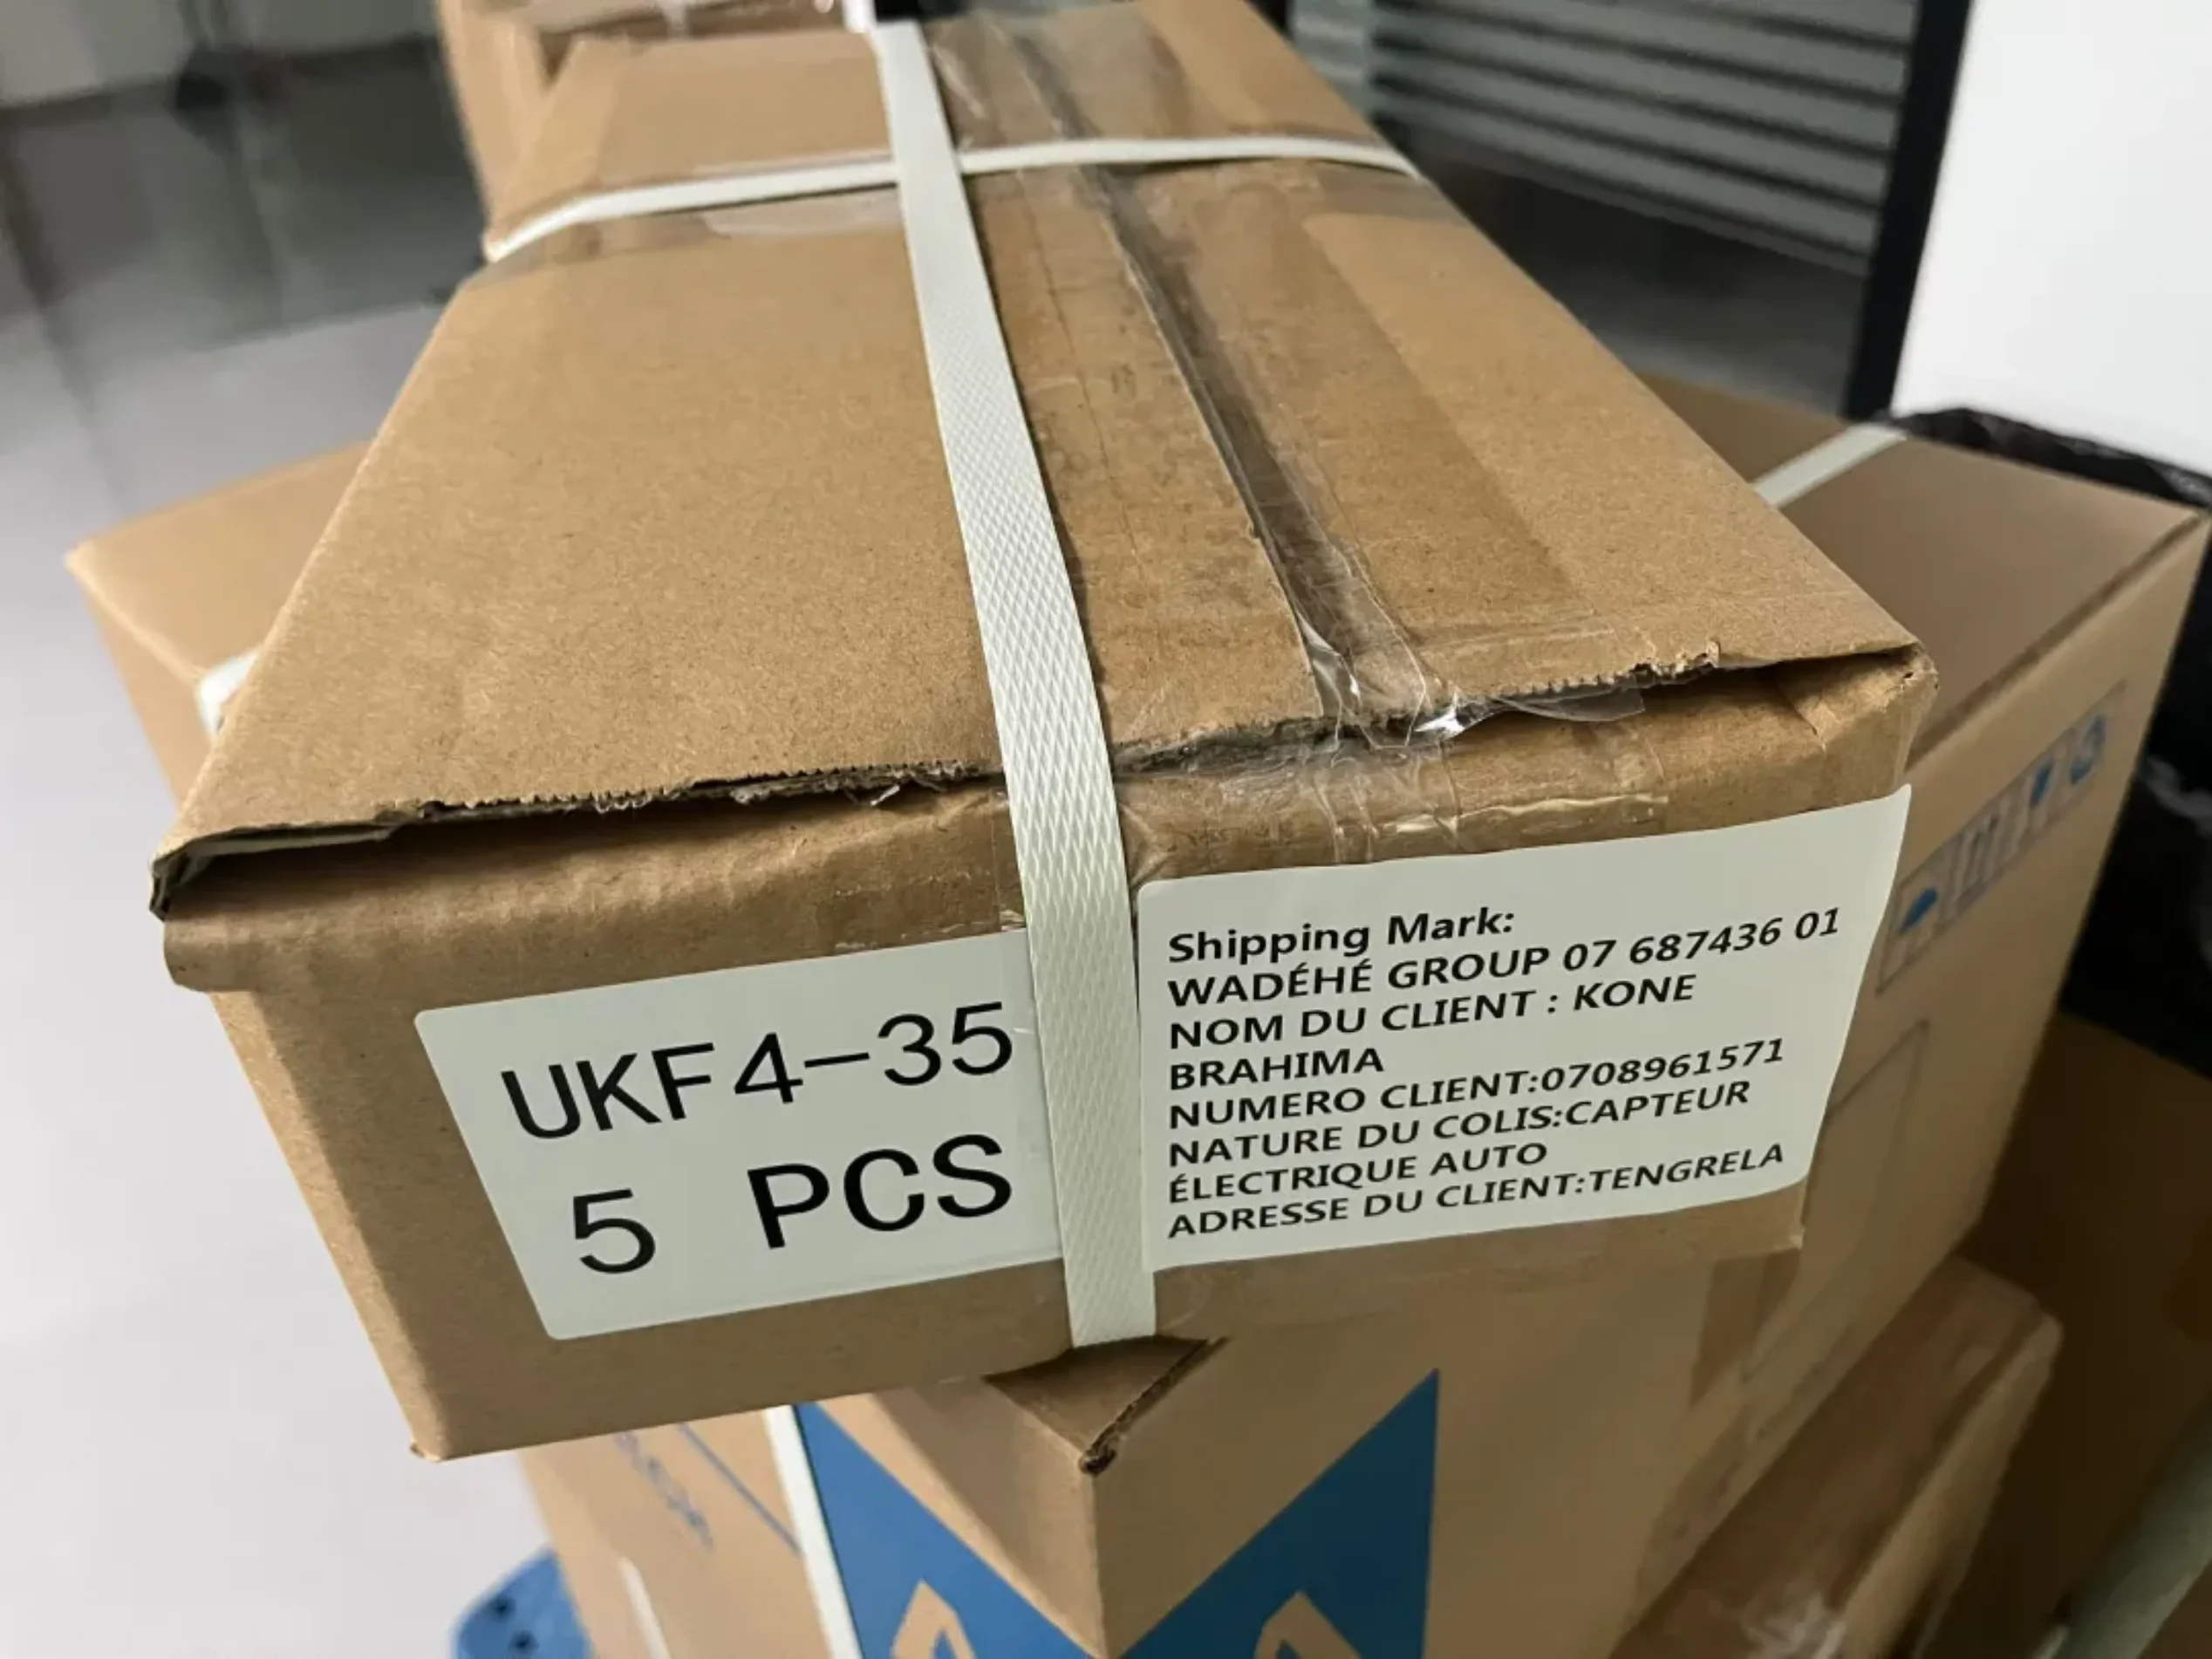 UKF4-35
5 PCS
Shipping Mark:
WADÉHÉ GROUP 07 687436 01
NOM DU CLIENT : KONE
BRAHIMA
NUMERO CLIENT:0708961571
NATURE DU COLIS:CAPTEUR
ÉLECTRIQUE AUTO
ADRESSE DU CLIENT:TENGRELA